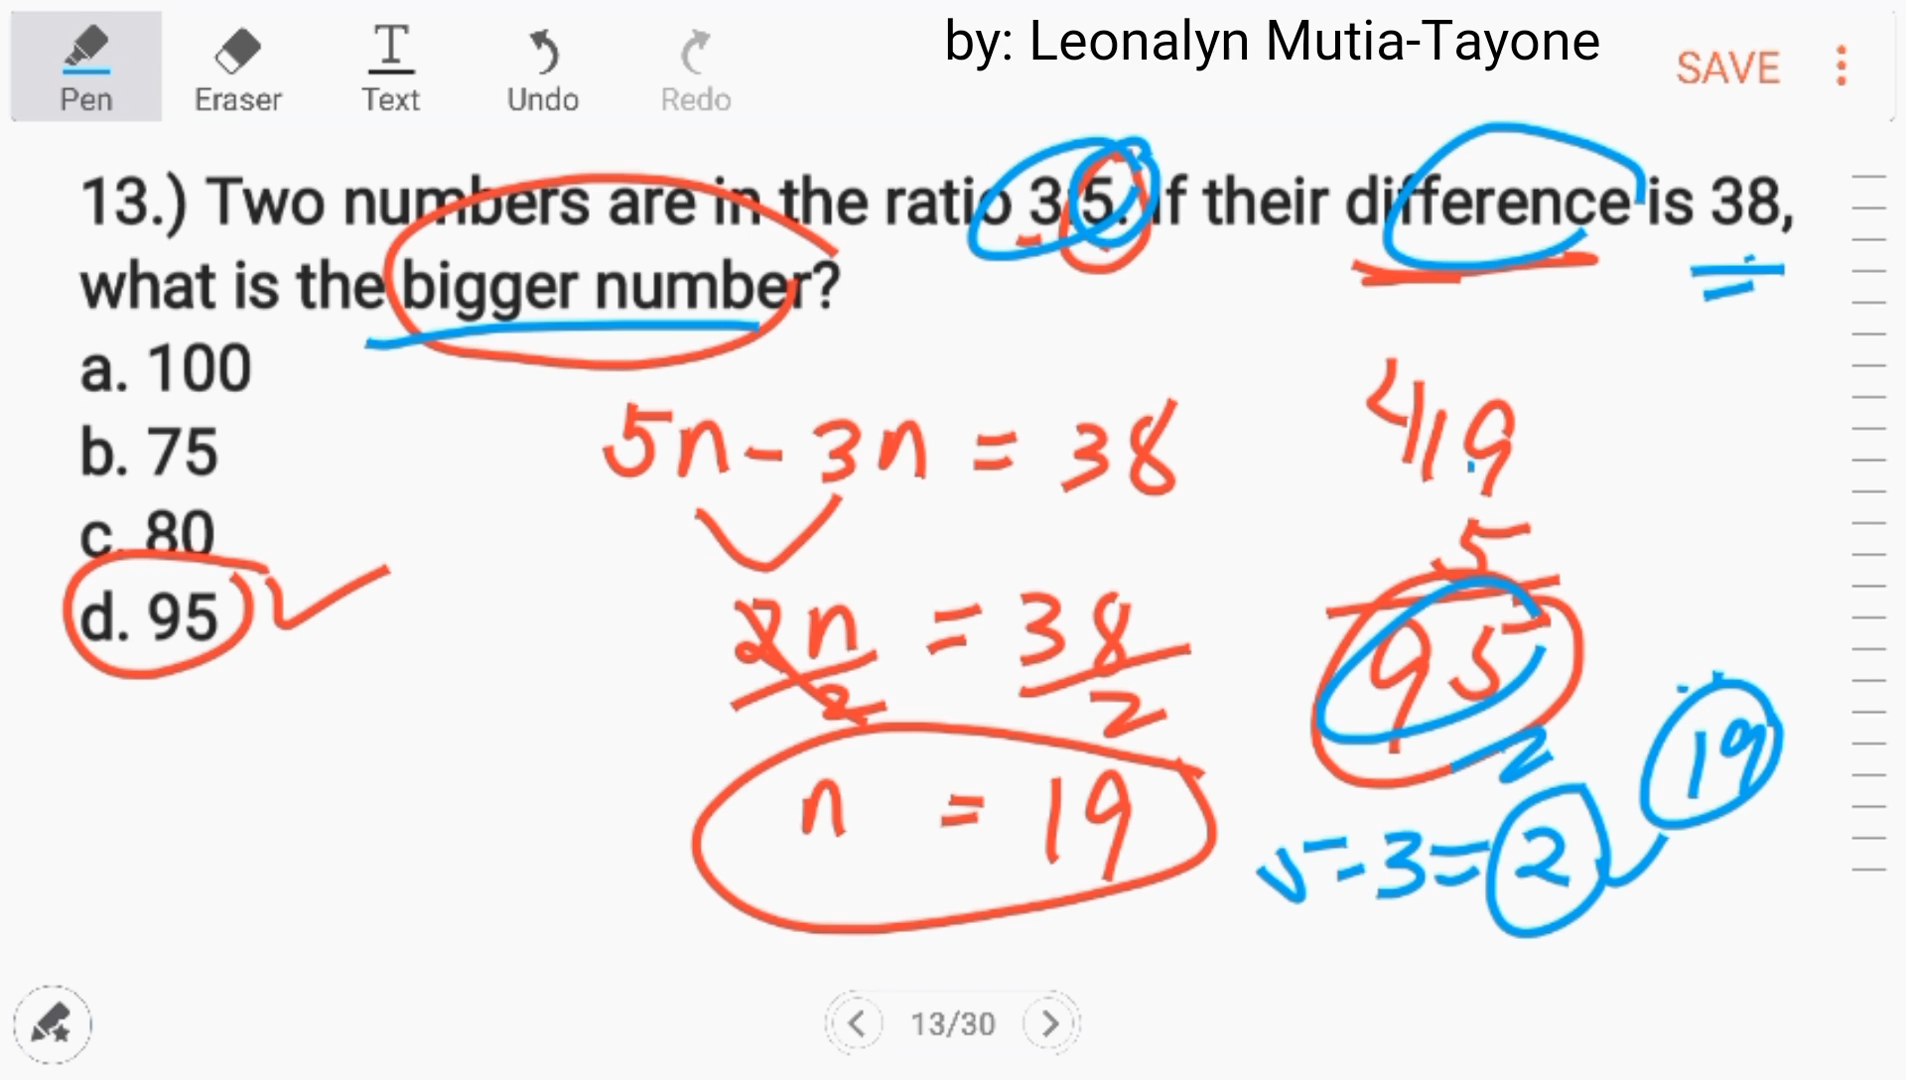 by: Leonalyn Mutia-Tayone
Pen Eraser Text Undo Redo SAVE
13.) Two numbers are in the ratio 3:5. If their difference is 38,
what is the bigger number?
a. 100
b. 75
c. 80
d. 95
5n - 3n = 38
2n = 38
2 2
n = 19
4
19
5
95
2
5-3=2
19
13/30